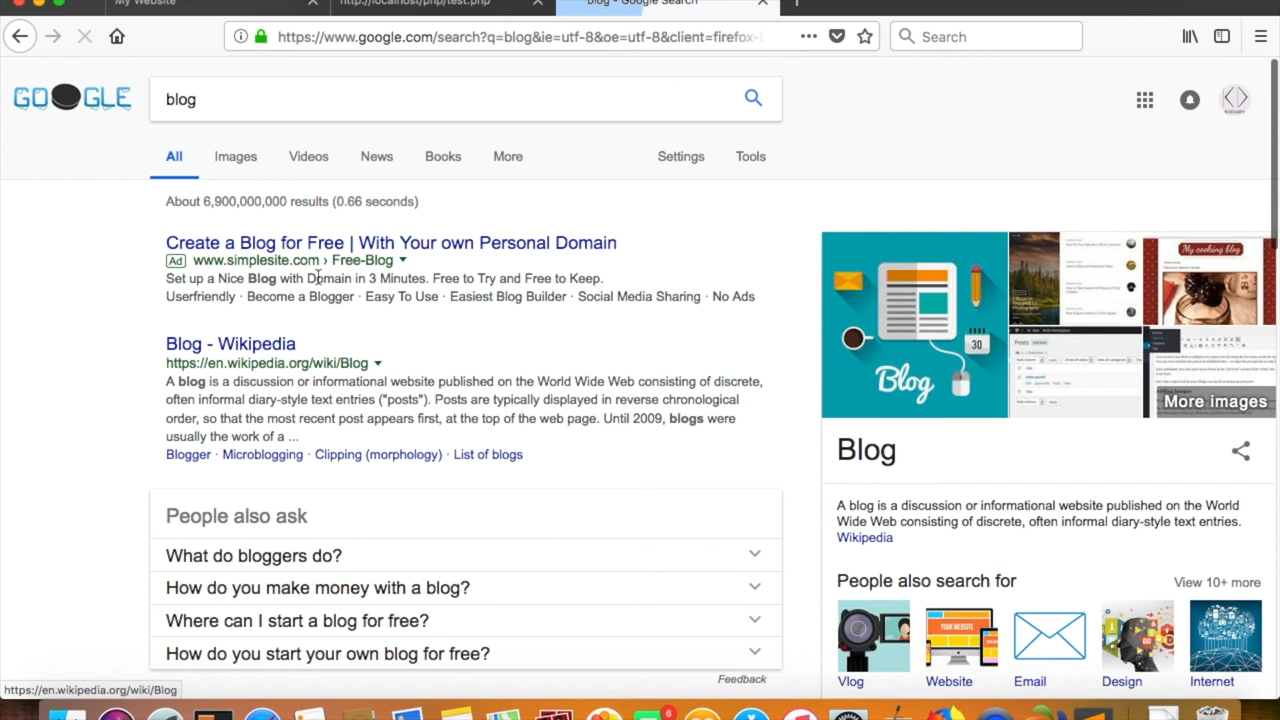 My Website
http://localhost/php/test.php
blog - Google Search
https://www.google.com/search?q=blog&ie=utf-8&oe=utf-8&client=firefox-
Search
GOOGLE
blog
All
Images
Videos
News
Books
More
Settings
Tools
About 6,900,000,000 results (0.66 seconds)
Create a Blog for Free | With Your own Personal Domain
Ad www.simplesite.com › Free-Blog
Set up a Nice Blog with Domain in 3 Minutes. Free to Try and Free to Keep.
Userfriendly · Become a Blogger · Easy To Use · Easiest Blog Builder · Social Media Sharing · No Ads
Blog - Wikipedia
https://en.wikipedia.org/wiki/Blog
A blog is a discussion or informational website published on the World Wide Web consisting of discrete,
often informal diary-style text entries ("posts"). Posts are typically displayed in reverse chronological
order, so that the most recent post appears first, at the top of the web page. Until 2009, blogs were
usually the work of a ...
Blogger · Microblogging · Clipping (morphology) · List of blogs
People also ask
What do bloggers do?
How do you make money with a blog?
Where can I start a blog for free?
How do you start your own blog for free?
Feedback
30
Blog
My cooking blog
Posts
More images
Blog
A blog is a discussion or informational website published on the World
Wide Web consisting of discrete, often informal diary-style text entries.
Wikipedia
People also search for
View 10+ more
YOUR WEBSITE
Vlog
Website
Email
Design
Internet
https://en.wikipedia.org/wiki/Blog
6